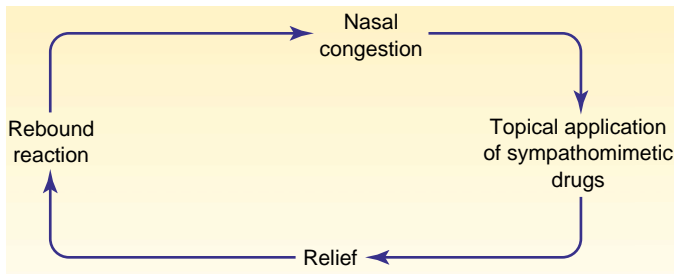 Nasal
congestion
Topical application
of sympathomimetic
drugs
Relief
Rebound
reaction